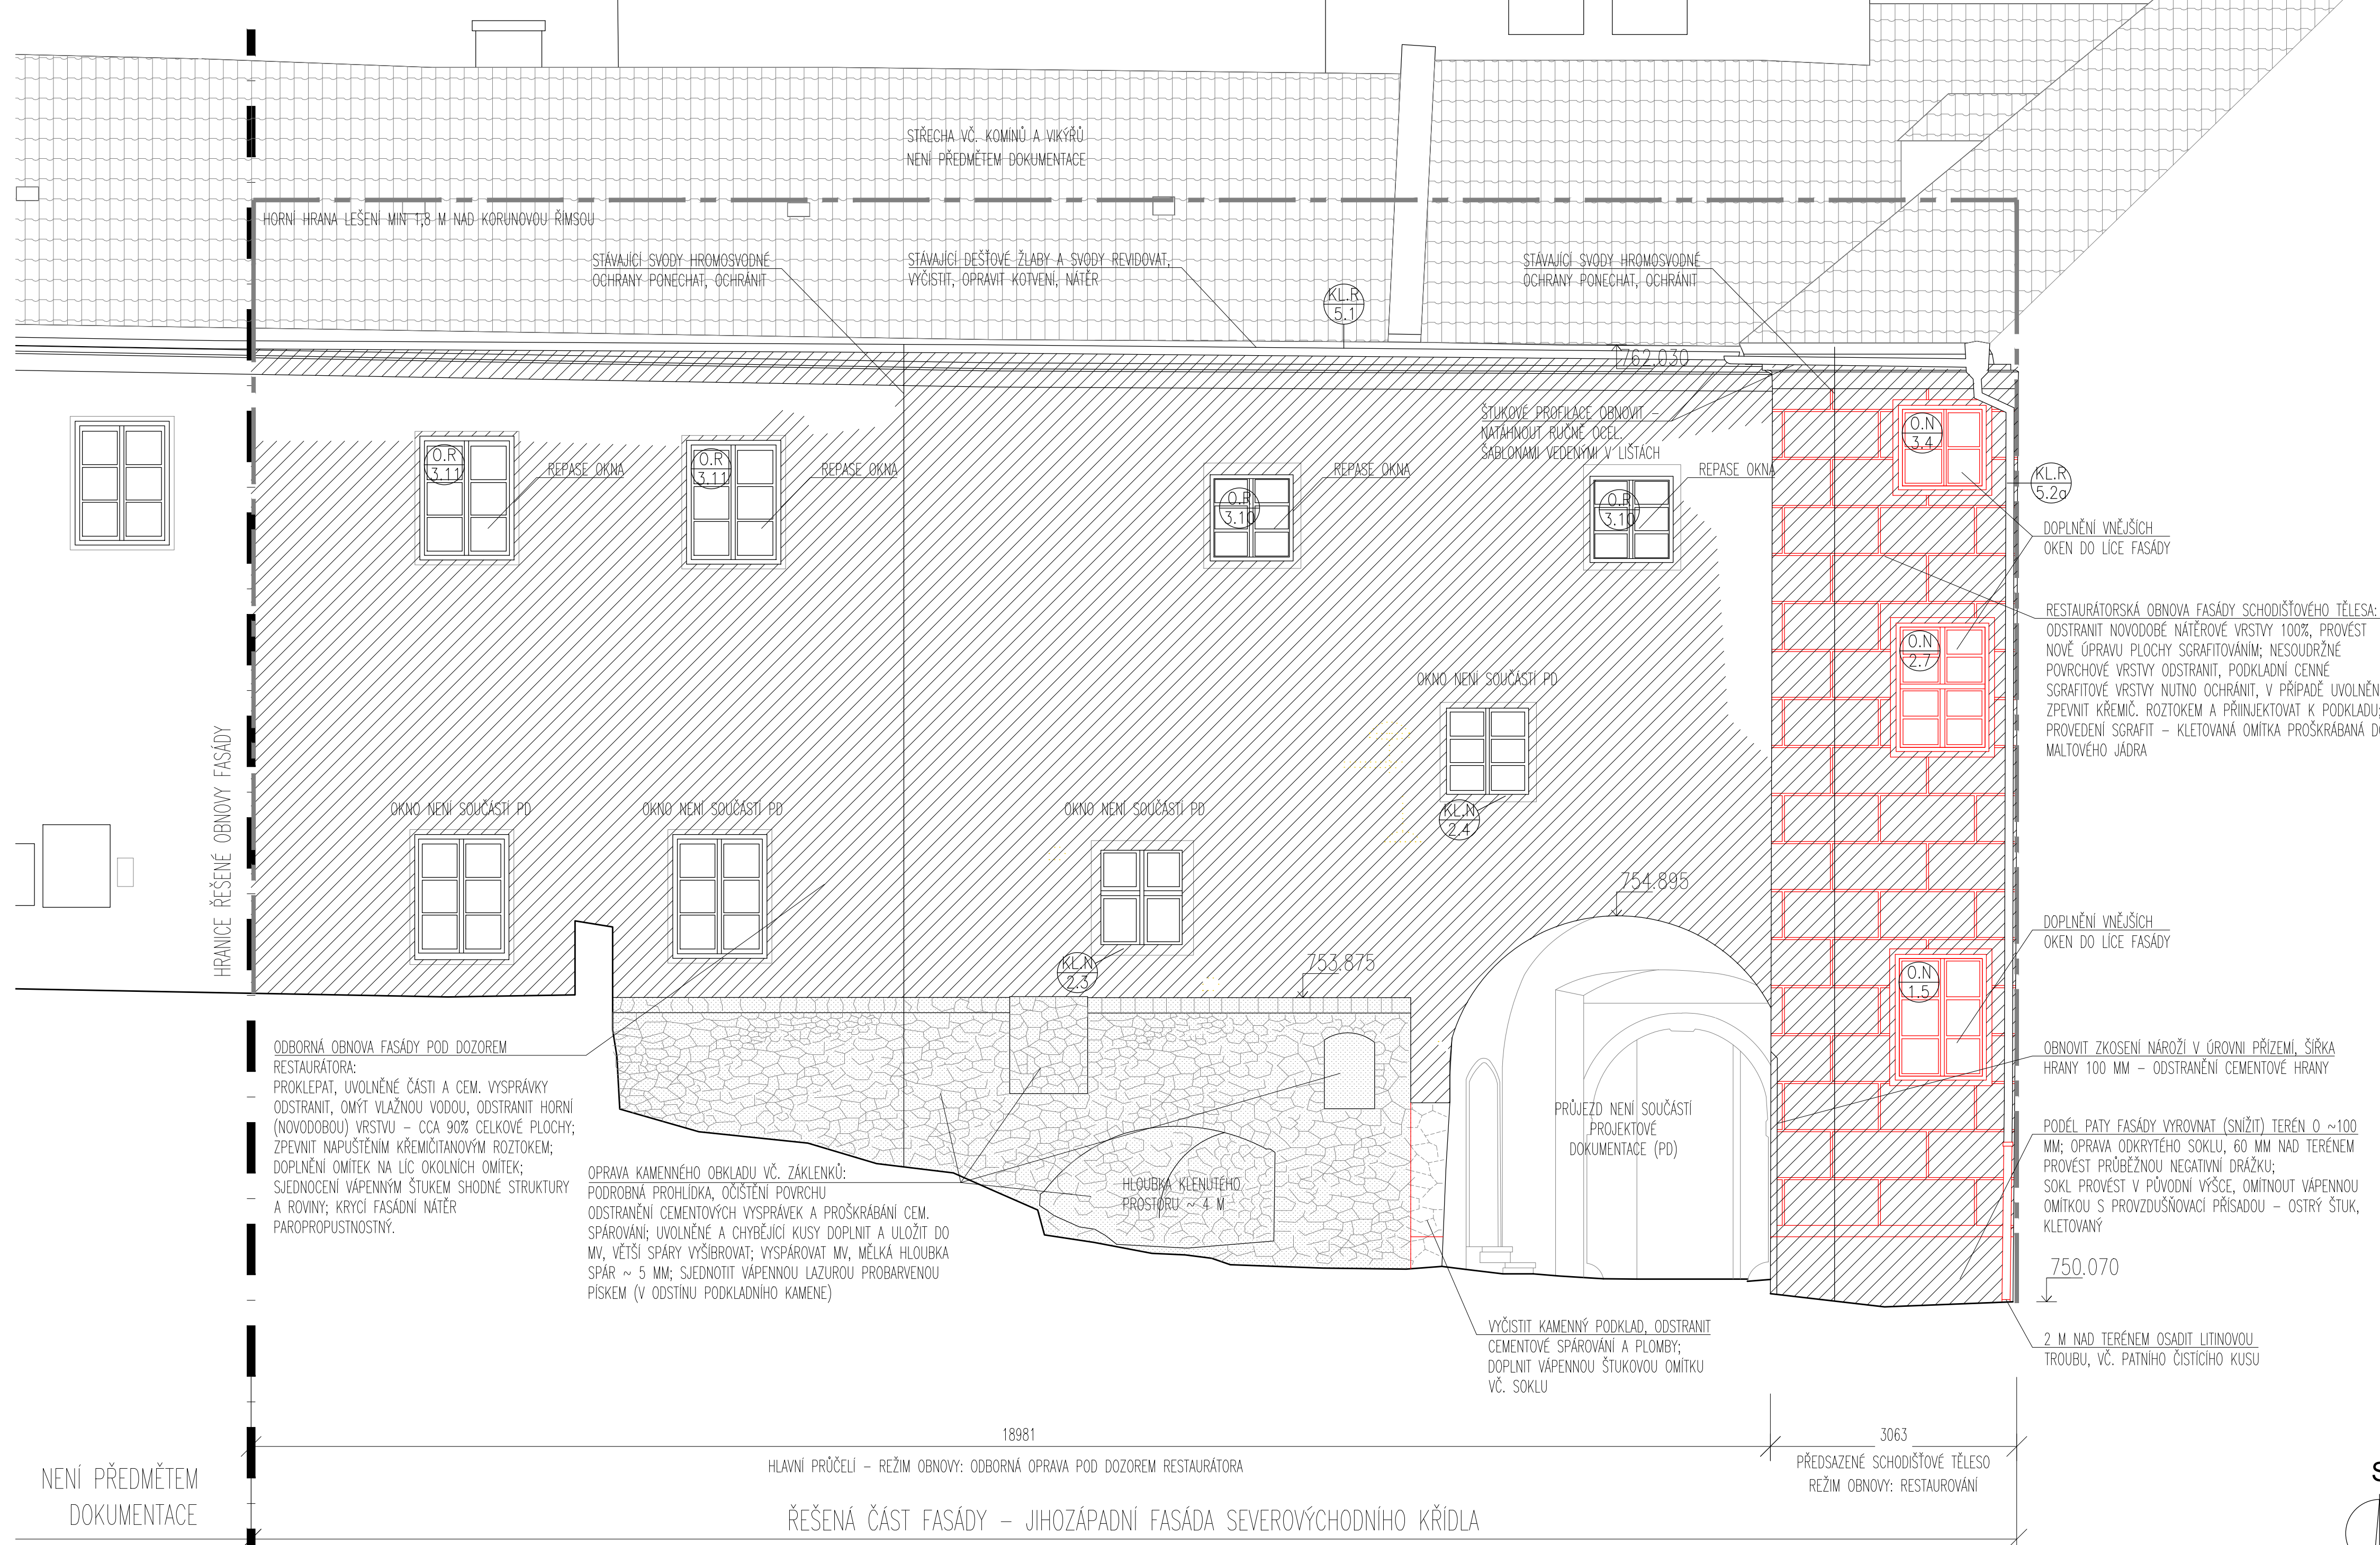 STŘECHA VČ. KOMÍNŮ A VIKÝŘŮ
NENÍ PŘEDMĚTEM DOKUMENTACE
HORNÍ HRANA LEŠENÍ MIN 1,8 M NAD KORUNOVOU ŘÍMSOU
STÁVAJÍCÍ SVODY HROMOSVODNÉ
OCHRANY PONECHAT, OCHRÁNIT
STÁVAJÍCÍ DEŠŤOVÉ ŽLABY A SVODY REVIDOVAT,
VYČISTIT, OPRAVIT KOTVENÍ, NÁTĚR
STÁVAJÍCÍ SVODY HROMOSVODNÉ
OCHRANY PONECHAT, OCHRÁNIT
KL.R
5.1
762.030
ŠTUKOVÉ PROFILACE OBNOVIT –
NATÁHNOUT RUČNĚ OCEL.
ŠABLONAMI VEDENÝMI V LIŠTÁCH
O.R
3.11
REPASE OKNA
O.R
3.11
REPASE OKNA
O.R
3.10
REPASE OKNA
O.R
3.10
REPASE OKNA
O.N
3.4
KL.R
5.2a
DOPLNĚNÍ VNĚJŠÍCH
OKEN DO LÍCE FASÁDY
RESTAURÁTORSKÁ OBNOVA FASÁDY SCHODIŠŤOVÉHO TĚLESA:
ODSTRANIT NOVODOBÉ NÁTĚROVÉ VRSTVY 100%, PROVÉST
NOVĚ ÚPRAVU PLOCHY SGRAFITOVÁNÍM; NESOUDRŽNÉ
POVRCHOVÉ VRSTVY ODSTRANIT, PODKLADNÍ CENNÉ
SGRAFITOVÉ VRSTVY NUTNO OCHRÁNIT, V PŘÍPADĚ UVOLNĚN
ZPEVNIT KŘEMIČ. ROZTOKEM A PŘIINJEKTOVAT K PODKLADU;
PROVEDENÍ SGRAFIT – KLETOVANÁ OMÍTKA PROŠKRÁBANÁ DO
MALTOVÉHO JÁDRA
O.N
2.7
OKNO NENÍ SOUČÁSTÍ PD
KL.N
2.4
HRANICE ŘEŠENÉ OBNOVY FASÁDY
OKNO NENÍ SOUČÁSTÍ PD
OKNO NENÍ SOUČÁSTÍ PD
OKNO NENÍ SOUČÁSTÍ PD
KL.N
2.3
754.895
753.875
DOPLNĚNÍ VNĚJŠÍCH
OKEN DO LÍCE FASÁDY
O.N
1.5
OBNOVIT ZKOSENÍ NÁROŽÍ V ÚROVNI PŘÍZEMÍ, ŠÍŘKA
HRANY 100 MM – ODSTRANĚNÍ CEMENTOVÉ HRANY
ODBORNÁ OBNOVA FASÁDY POD DOZOREM
RESTAURÁTORA:
PROKLEPAT, UVOLNĚNÉ ČÁSTI A CEM. VYSPRÁVKY
ODSTRANIT, OMÝT VLAŽNOU VODOU, ODSTRANIT HORNÍ
(NOVODOBOU) VRSTVU – CCA 90% CELKOVÉ PLOCHY;
ZPEVNIT NAPUŠTĚNÍM KŘEMIČITANOVÝM ROZTOKEM;
DOPLNĚNÍ OMÍTEK NA LÍC OKOLNÍCH OMÍTEK;
SJEDNOCENÍ VÁPENNÝM ŠTUKEM SHODNÉ STRUKTURY
A ROVINY; KRYCÍ FASÁDNÍ NÁTĚR
PAROPROPUSTNOSTNÝ.
OPRAVA KAMENNÉHO OBKLADU VČ. ZÁKLENKŮ:
PODROBNÁ PROHLÍDKA, OČIŠTĚNÍ POVRCHU
ODSTRANĚNÍ CEMENTOVÝCH VYSPRÁVEK A PROŠKRÁBÁNÍ CEM.
SPÁROVÁNÍ; UVOLNĚNÉ A CHYBĚJÍCÍ KUSY DOPLNIT A ULOŽIT DO
MV, VĚTŠÍ SPÁRY VYŠÍBROVAT; VYSPÁROVAT MV, MĚLKÁ HLOUBKA
SPÁR ~ 5 MM; SJEDNOTIT VÁPENNOU LAZUROU PROBARVENOU
PÍSKEM (V ODSTÍNU PODKLADNÍHO KAMENE)
HLOUBKA KLENUTÉHO
PROSTORU ~ 4 M
PRŮJEZD NENÍ SOUČÁSTÍ
PROJEKTOVÉ
DOKUMENTACE (PD)
PODÉL PATY FASÁDY VYROVNAT (SNÍŽIT) TERÉN O ~100
MM; OPRAVA ODKRYTÉHO SOKLU, 60 MM NAD TERÉNEM
PROVÉST PRŮBĚŽNOU NEGATIVNÍ DRÁŽKU;
SOKL PROVÉST V PŮVODNÍ VÝŠCE, OMÍTNOUT VÁPENNOU
OMÍTKOU S PROVZDUŠŇOVACÍ PŘÍSADOU – OSTRÝ ŠTUK,
KLETOVANÝ
750.070
VYČISTIT KAMENNÝ PODKLAD, ODSTRANIT
CEMENTOVÉ SPÁROVÁNÍ A PLOMBY;
DOPLNIT VÁPENNOU ŠTUKOVOU OMÍTKU
VČ. SOKLU
2 M NAD TERÉNEM OSADIT LITINOVOU
TROUBU, VČ. PATNÍHO ČISTÍCÍHO KUSU
18981
3063
HLAVNÍ PRŮČELÍ – REŽIM OBNOVY: ODBORNÁ OPRAVA POD DOZOREM RESTAURÁTORA
PŘEDSAZENÉ SCHODIŠŤOVÉ TĚLESO
REŽIM OBNOVY: RESTAUROVÁNÍ
NENÍ PŘEDMĚTEM
DOKUMENTACE
ŘEŠENÁ ČÁST FASÁDY – JIHOZÁPADNÍ FASÁDA SEVEROVÝCHODNÍHO KŘÍDLA